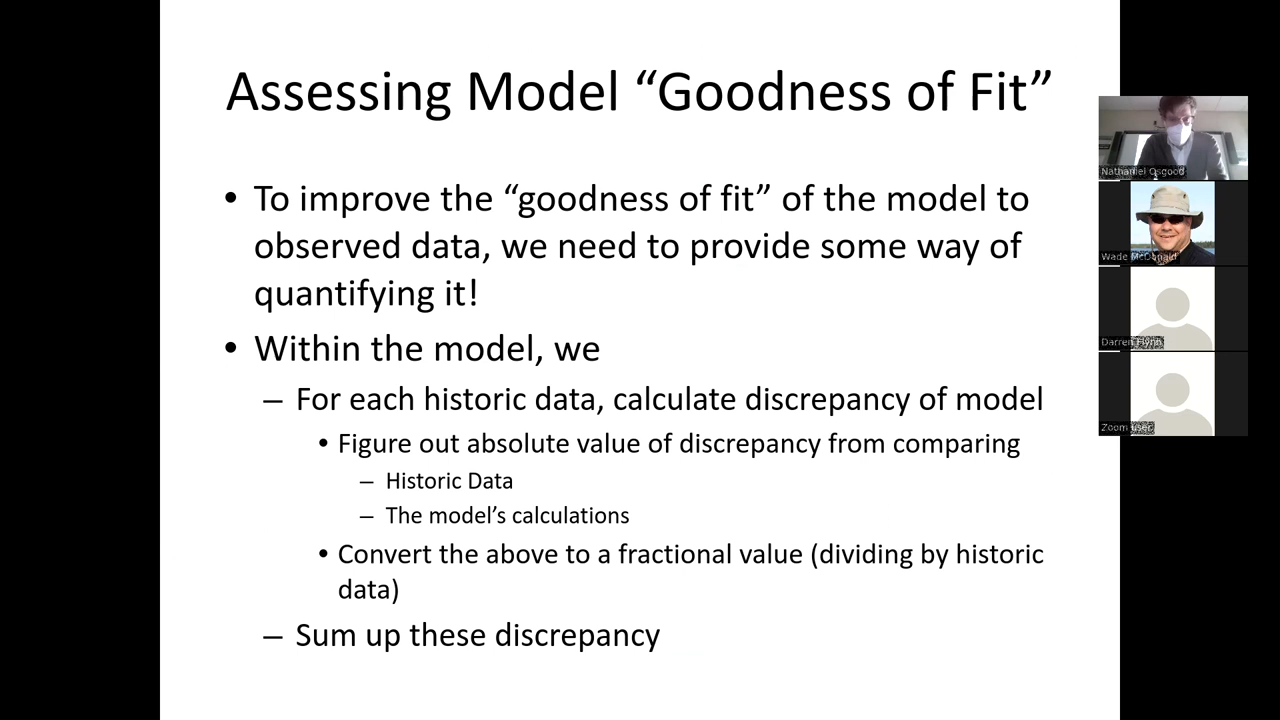 Assessing Model “Goodness of Fit”
• To improve the “goodness of fit” of the model to
observed data, we need to provide some way of
quantifying it!
• Within the model, we
– For each historic data, calculate discrepancy of model
• Figure out absolute value of discrepancy from comparing
– Historic Data
– The model’s calculations
• Convert the above to a fractional value (dividing by historic
data)
– Sum up these discrepancy
Nathaniel Osgood
Wade McDonald
Darren Flynn
Zoom user